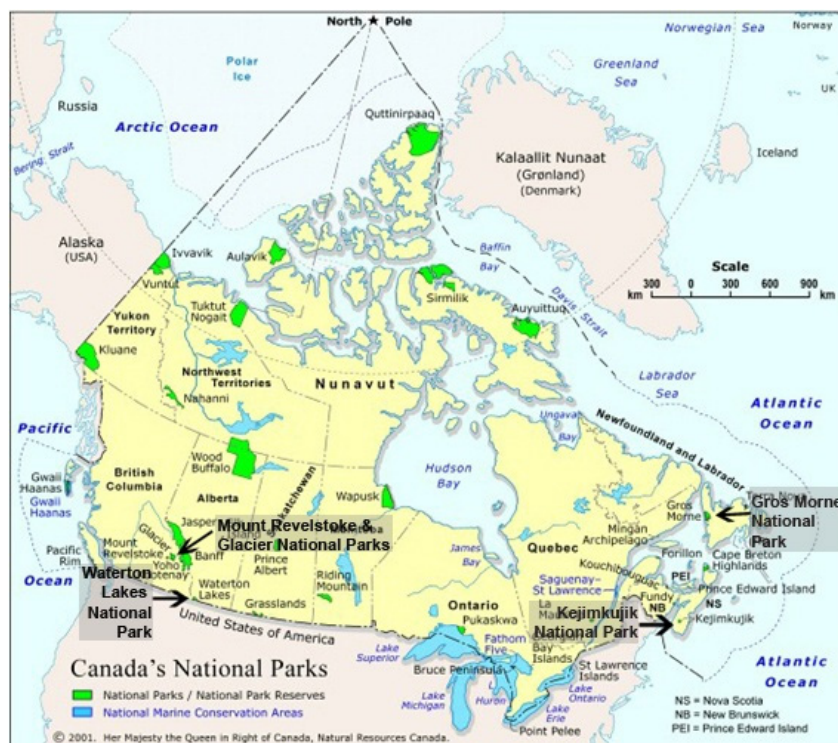 North Pole
Norwegian Sea
Norway
Polar
Ice
Greenland
Sea
UK
Russia
Quttinirpaaq
Arctic Ocean
Bering Strait
Kalaallit Nunaat
(Grønland)
(Denmark)
Iceland
Alaska
(USA)
Ivvavik
Aulavik
Baffin
Bay
Vuntut
Scale
Sirmilik
300 0 300 600 900
km km
Tuktut
Nogait
Davis Strait
Auyuittuq
Yukon
Territory
Kluane
Northwest
Territories
Nunavut
Labrador
Sea
Nahanni
Atlantic
Ocean
Pacific
Ungava
Bay
Newfoundland and Labrador
Wood
Buffalo
British
Columbia
Hudson
Bay
Gwaii
Haanas
Gwaii
Haanas
Alberta
Saskatchewan
Wapusk
Terra Nova
Gros
Morne
Gros Morne
National
Park
Jasper
Island
Mount Revelstoke &
Glacier National Parks
Mingan
Archipelago
Glacier
Mount
Revelstoke
Quebec
Forillon
Pacific
Rim
Yoho
Banff
Prince
Albert
James
Bay
Kouchibouguac
Cape Breton
Highlands
PEI
Ocean
Waterton
Lakes
National
Park
Waterton
Lakes
Riding
Mountain
Saguenay-
St Lawrence
Prince Edward Island
Fundy
NB
NS
Grasslands
Ontario
Pukaskwa
La
Kejimkujik
National Park
Kejimkujik
United States of America
Fathom
Five
Bay
Islands
Lake
Superior
Bruce Peninsula
St Lawrence
Islands
Atlantic
Ocean
Canada's National Parks
Lake
Michigan
Lake
Huron
Lake
Ontario
National Parks / National Park Reserves
Lake
Erie
National Marine Conservation Areas
Point Pelee
NS = Nova Scotia
NB = New Brunswick
PEI = Prince Edward Island
© 2001. Her Majesty the Queen in Right of Canada, Natural Resources Canada.